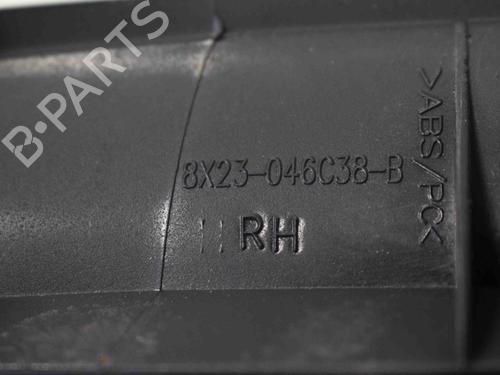 B-PARTS
8X23-046C38-B
RH
>ABS/PC<